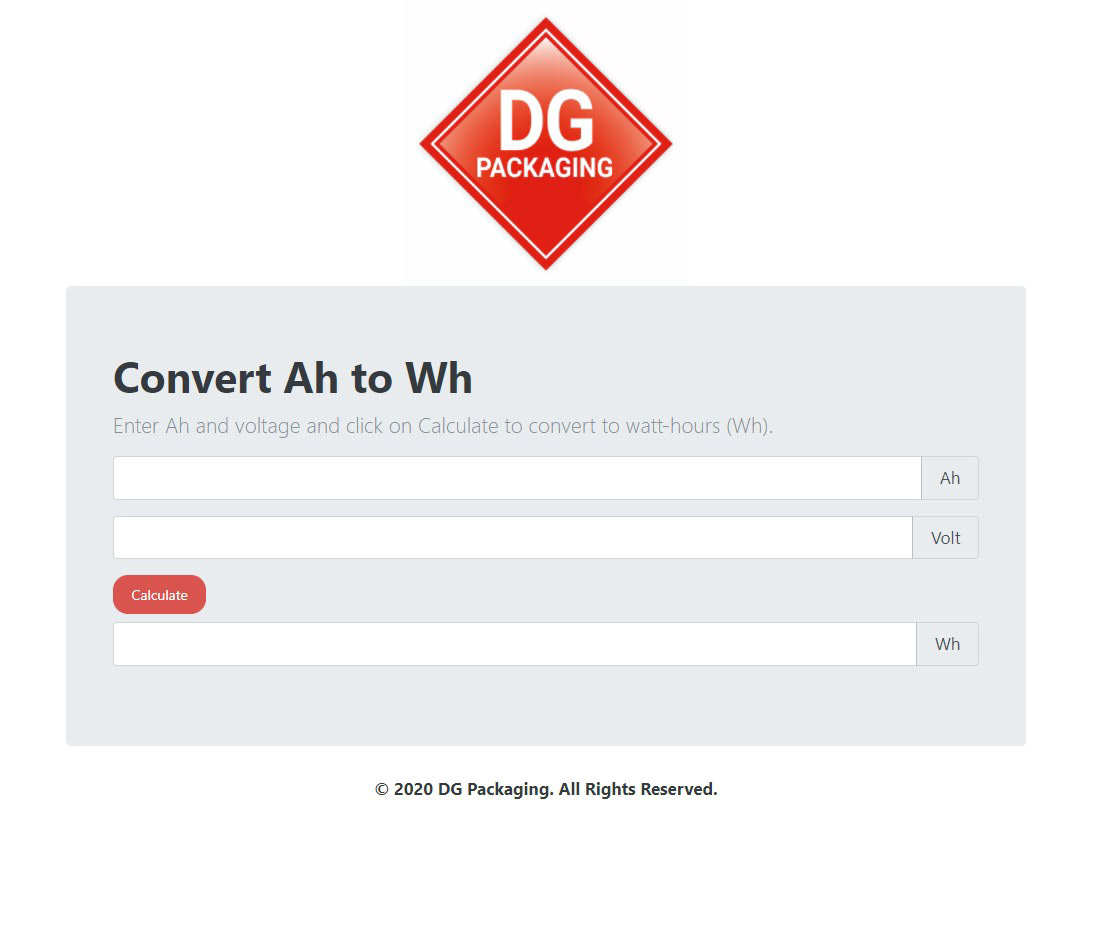 DG
PACKAGING
Convert Ah to Wh
Enter Ah and voltage and click on Calculate to convert to watt-hours (Wh).
Ah
Volt
Calculate
Wh
© 2020 DG Packaging. All Rights Reserved.